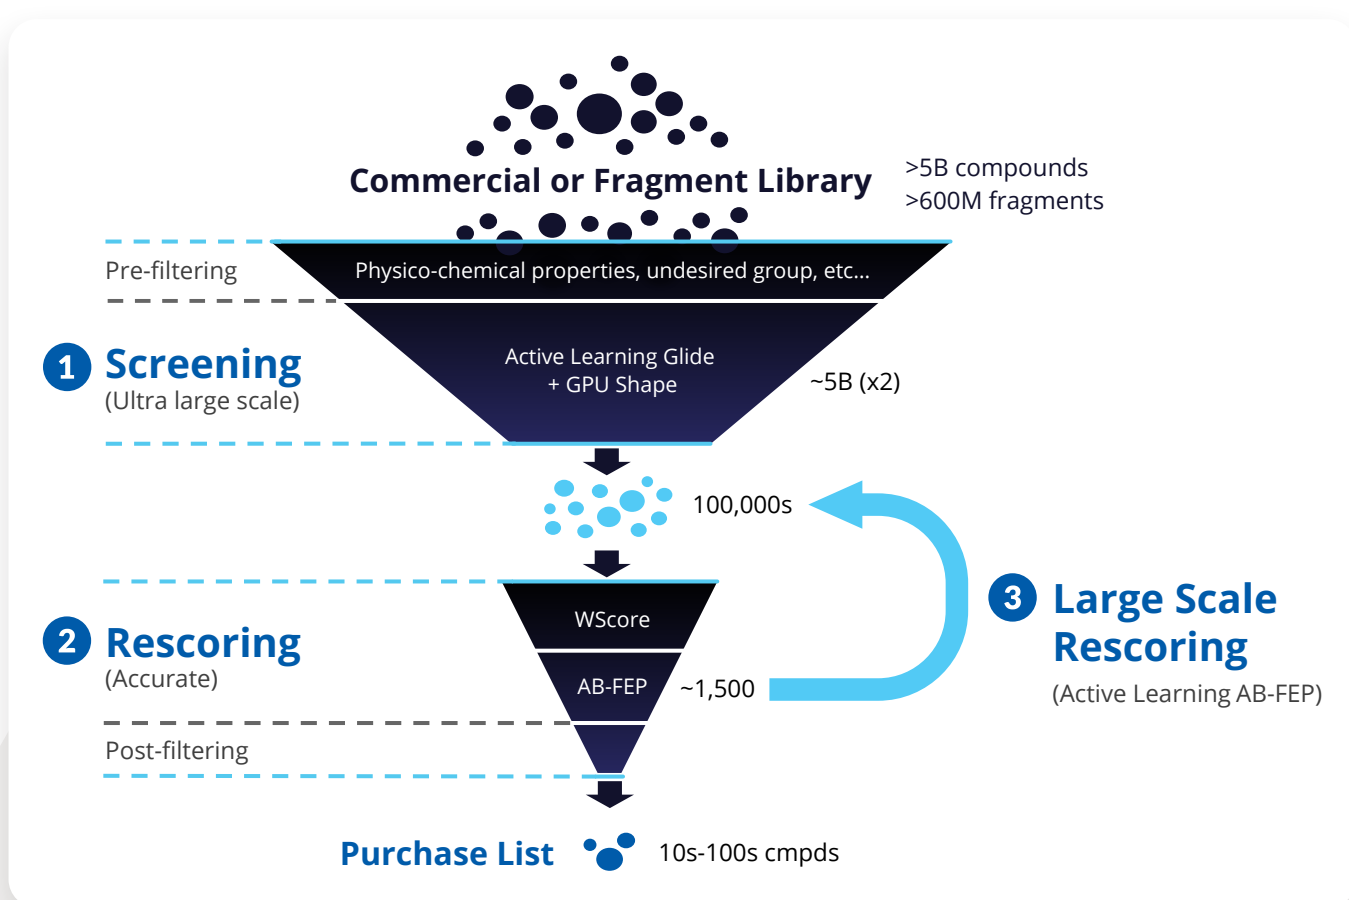 Commercial or Fragment Library
>5B compounds
>600M fragments
Pre-filtering
Physico-chemical properties, undesired group, etc...
1 Screening
(Ultra large scale)
Active Learning Glide
+ GPU Shape
~5B (x2)
100,000s
2 Rescoring
(Accurate)
WScore
AB-FEP
~1,500
3 Large Scale
Rescoring
(Active Learning AB-FEP)
Post-filtering
Purchase List
10s-100s cmpds